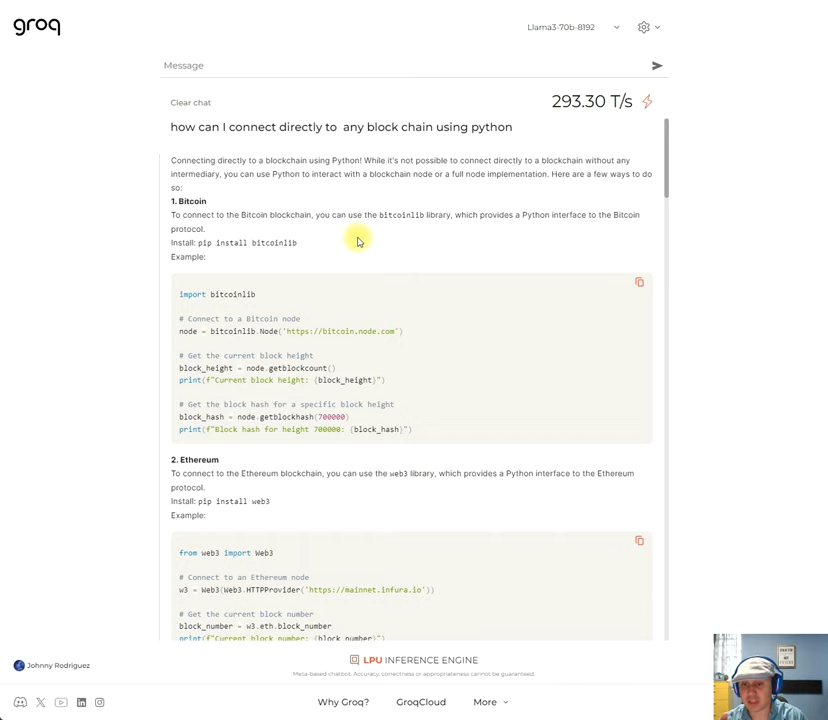 groq
Llama3-70b-8192
Message
Clear chat
293.30 T/s
how can I connect directly to any block chain using python
Connecting directly to a blockchain using Python! While it's not possible to connect directly to a blockchain without any
intermediary, you can use Python to interact with a blockchain node or a full node implementation. Here are a few ways to do
so:
1. Bitcoin
To connect to the Bitcoin blockchain, you can use the bitcoinlib library, which provides a Python interface to the Bitcoin
protocol.
Install: pip install bitcoinlib
Example:
import bitcoinlib
# Connect to a Bitcoin node
node = bitcoinlib.Node('https://bitcoin.node.com')
# Get the current block height
block_height = node.getblockcount()
print(f"Current block height: {block_height}")
# Get the block hash for a specific block height
block_hash = node.getblockhash(700000)
print(f"Block hash for height 700000: {block_hash}")
2. Ethereum
To connect to the Ethereum blockchain, you can use the web3 library, which provides a Python interface to the Ethereum
protocol.
Install: pip install web3
Example:
from web3 import Web3
# Connect to an Ethereum node
w3 = Web3(Web3.HTTPProvider('https://mainnet.infura.io'))
# Get the current block number
block_number = w3.eth.block_number
print(f"Current block number: {block_number}")
Johnny Rodriguez
LPU INFERENCE ENGINE
Meta-based chatbot. Accuracy, correctness or appropriateness cannot be guaranteed.
Why Groq?
GroqCloud
More